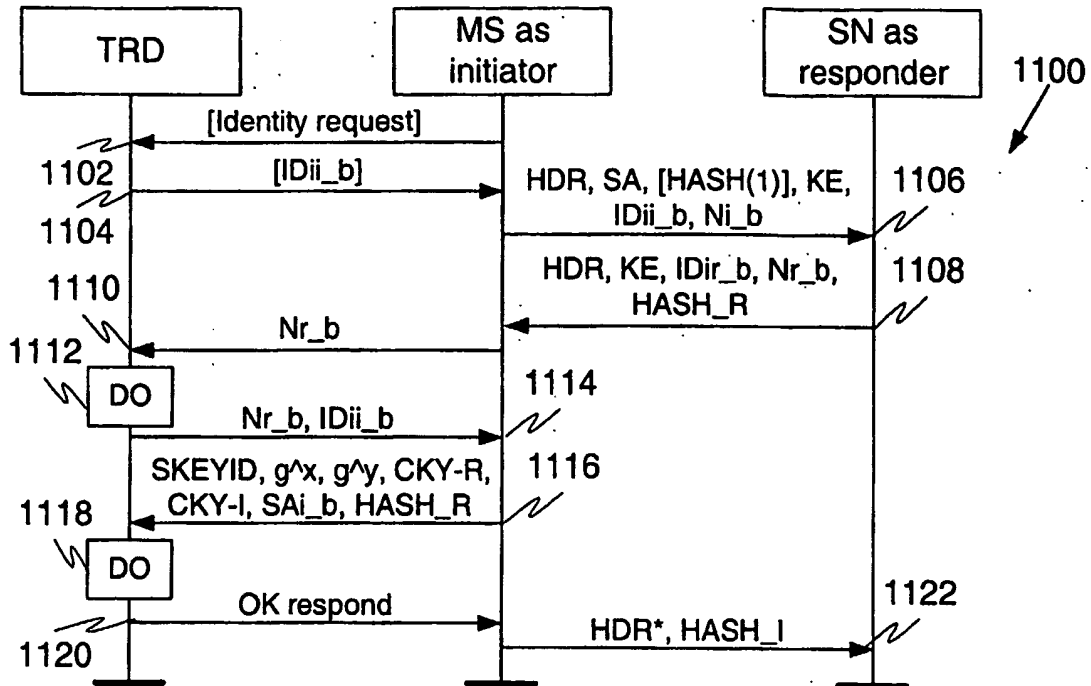 TRD
MS as
initiator
SN as
responder
1100
[Identity request]
1102
[IDii_b]
1104
HDR, SA, [HASH(1)], KE,
IDii_b, Ni_b
1106
HDR, KE, IDir_b, Nr_b,
HASH_R
1108
1110
Nr_b
1112
DO
Nr_b, IDii_b
1114
SKEYID, g^x, g^y, CKY-R,
CKY-I, SAi_b, HASH_R
1116
1118
DO
OK respond
1120
HDR*, HASH_I
1122